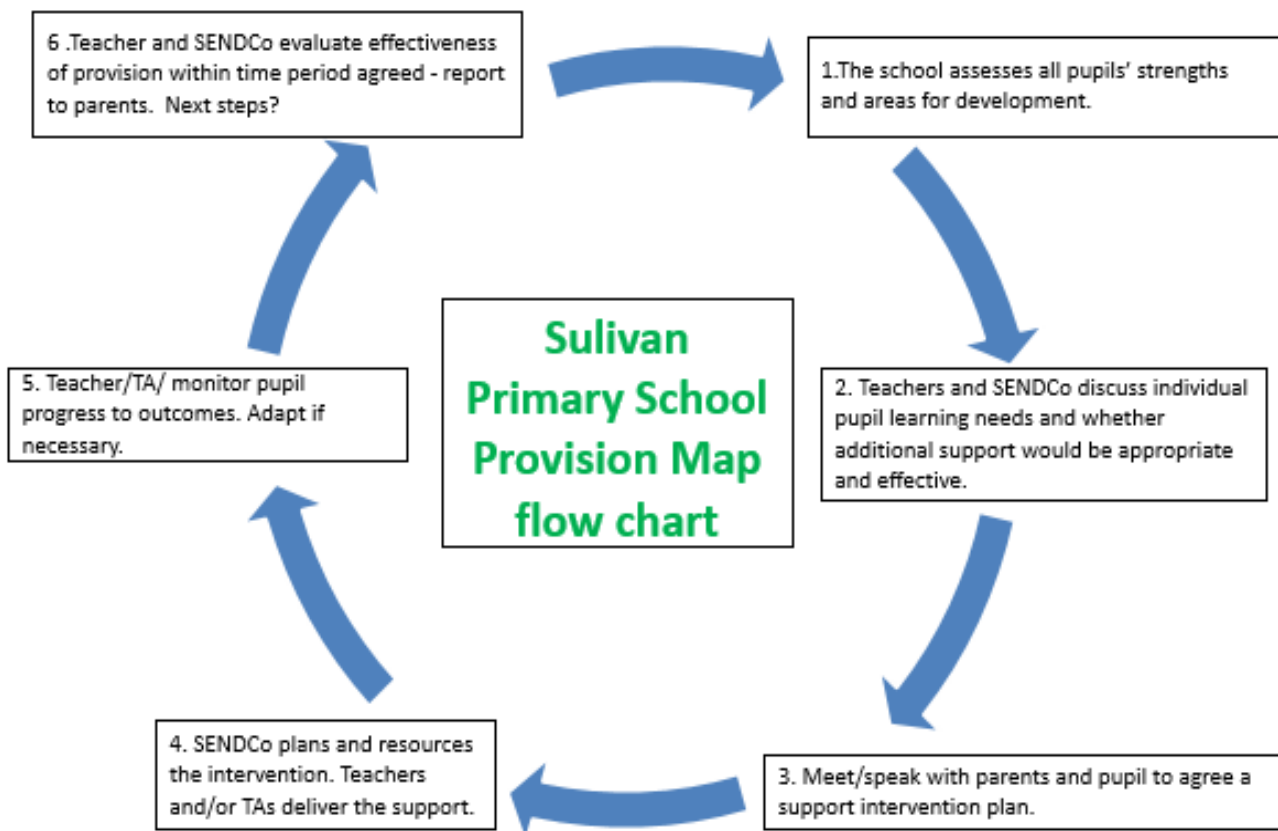 Sulivan
Primary School
Provision Map
flow chart
1.The school assesses all pupils' strengths
and areas for development.
2. Teachers and SENDCo discuss individual
pupil learning needs and whether
additional support would be appropriate
and effective.
3. Meet/speak with parents and pupil to agree a
support intervention plan.
4. SENDCo plans and resources
the intervention. Teachers
and/or TAs deliver the support.
5. Teacher/TA/ monitor pupil
progress to outcomes. Adapt if
necessary.
6 .Teacher and SENDCo evaluate effectiveness
of provision within time period agreed - report
to parents.  Next steps?